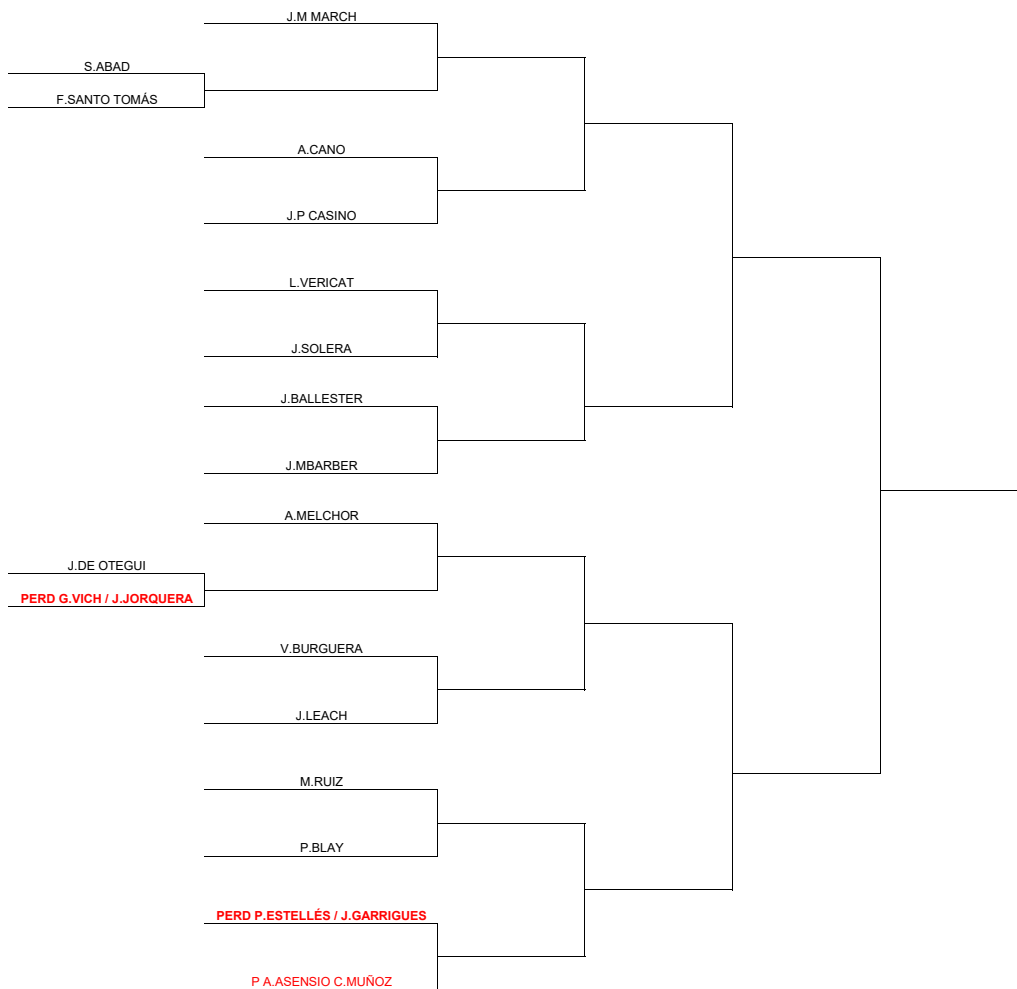 J.M MARCH
S.ABAD
F.SANTO TOMÁS
A.CANO
J.P CASINO
L.VERICAT
J.SOLERA
J.BALLESTER
J.MBARBER
A.MELCHOR
J.DE OTEGUI
PERD G.VICH / J.JORQUERA
V.BURGUERA
J.LEACH
M.RUIZ
P.BLAY
PERD P.ESTELLÉS / J.GARRIGUES
P A.ASENSIO C.MUÑOZ